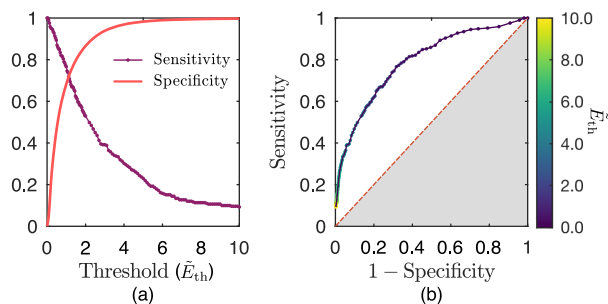 1
0.8
0.6
0.4
0.2
0
0 2 4 6 8 10
Sensitivity
Specificity
Threshold (Ẽth)
(a)
Sensitivity
1
0.8
0.6
0.4
0.2
0
0 0.2 0.4 0.6 0.8 1
1 − Specificity
(b)
10.0
8.0
6.0
4.0
2.0
0.0
Ẽth